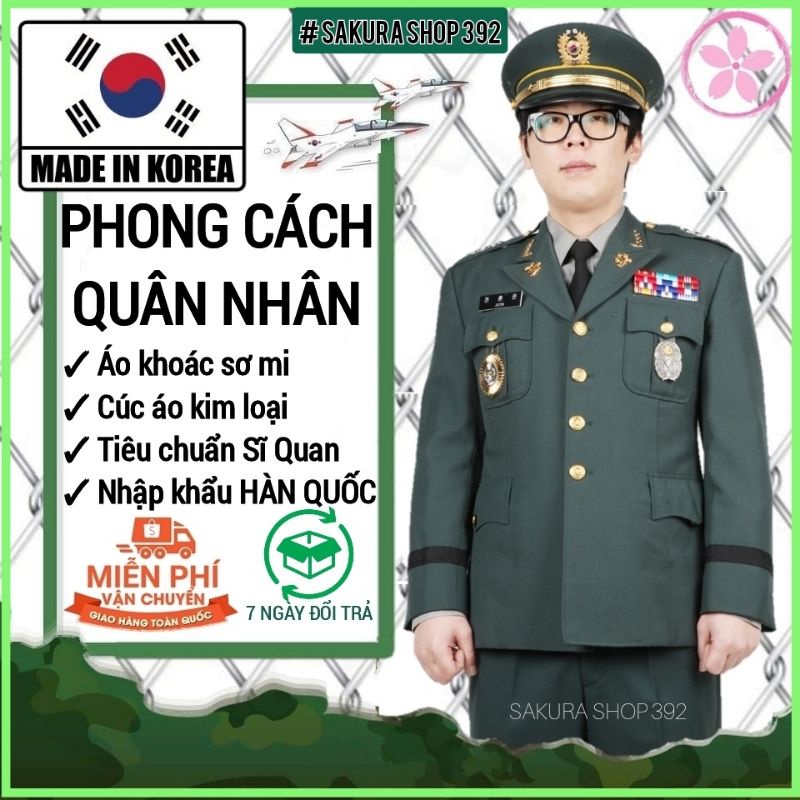 # SAKURA SHOP 392
MADE IN KOREA
PHONG CÁCH
QUÂN NHÂN
✓ Áo khoác sơ mi
✓ Cúc áo kim loại
✓ Tiêu chuẩn Sĩ Quan
✓ Nhập khẩu HÀN QUỐC
S
MIỄN PHÍ
VẬN CHUYỂN
GIAO HÀNG TOÀN QUỐC
7 NGÀY ĐỔI TRẢ
SAKURA SHOP 392